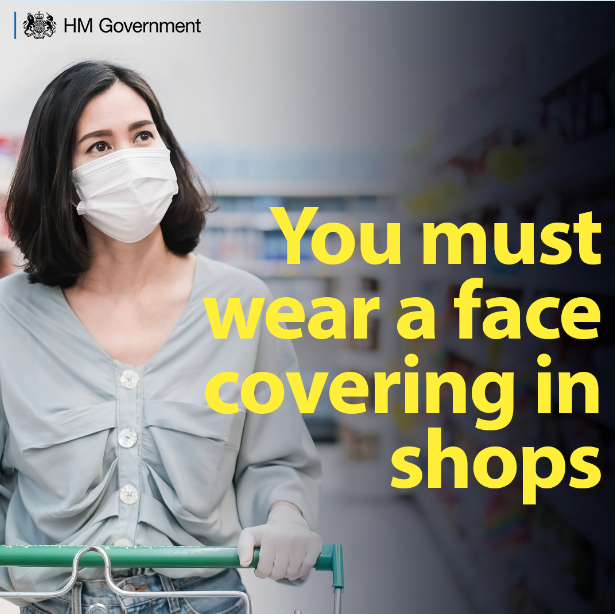 HM Government
You must
wear a face
covering in
shops